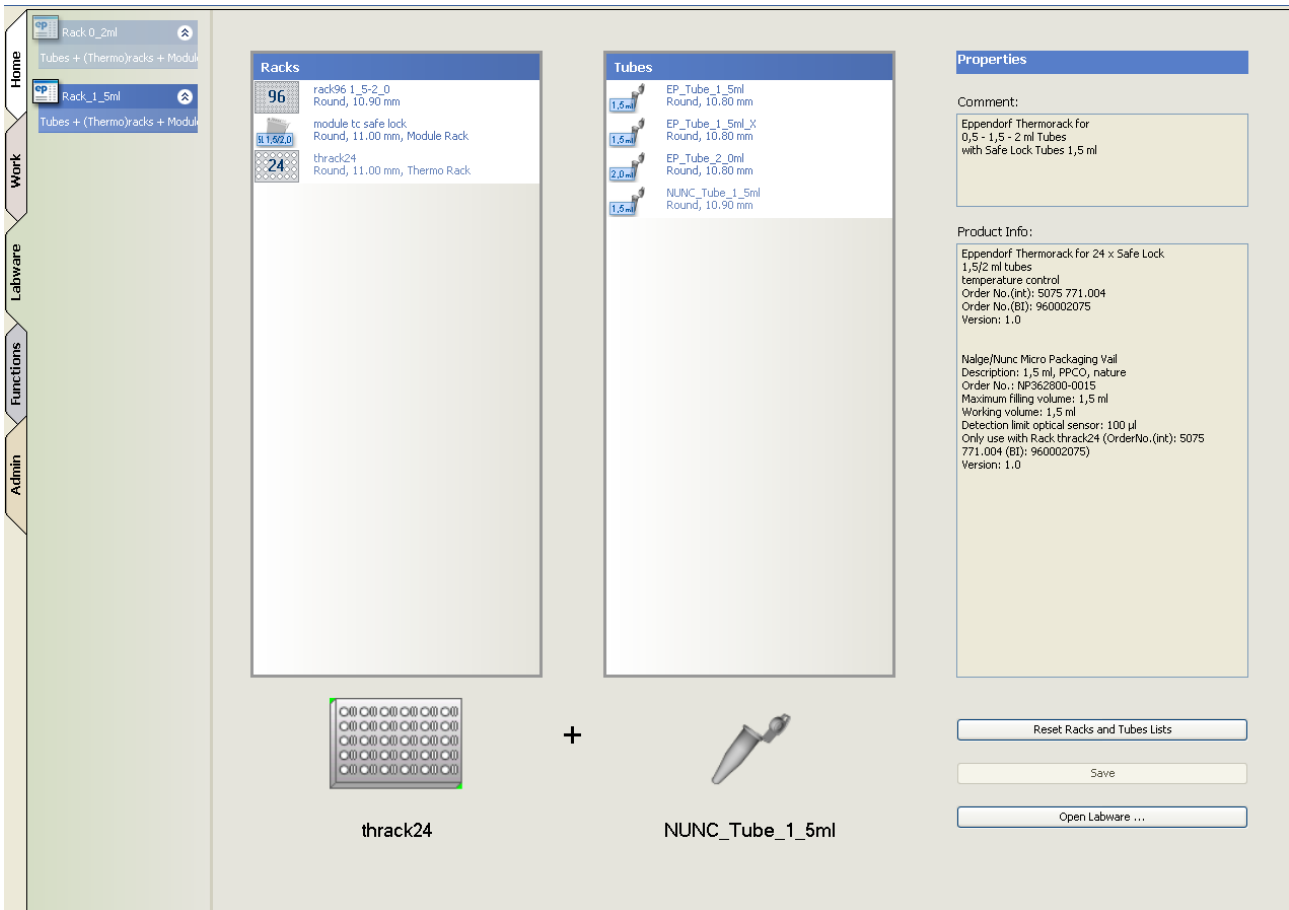 Home
Work
Labware
Functions
Admin
Rack 0_2ml
Tubes + (Thermo)racks + Modul
Rack_1_5ml
Tubes + (Thermo)racks + Modul
Racks
96
rack96 1_5-2_0
Round, 10.90 mm
SL 1,5/2,0
module tc safe lock
Round, 11.00 mm, Module Rack
24
thrack24
Round, 11.00 mm, Thermo Rack
thrack24
+
Tubes
1,5 ml
EP_Tube_1_5ml
Round, 10.80 mm
1,5 ml
EP_Tube_1_5ml_X
Round, 10.80 mm
2,0 ml
EP_Tube_2_0ml
Round, 10.80 mm
1,5 ml
NUNC_Tube_1_5ml
Round, 10.90 mm
NUNC_Tube_1_5ml
Properties
Comment:
Eppendorf Thermorack for
0,5 - 1,5 - 2 ml Tubes
with Safe Lock Tubes 1,5 ml
Product Info:
Eppendorf Thermorack for 24 x Safe Lock
1,5/2 ml tubes
temperature control
Order No.(int): 5075 771.004
Order No.(BI): 960002075
Version: 1.0
Nalge/Nunc Micro Packaging Vail
Description: 1,5 ml, PPCO, nature
Order No.: NP362800-0015
Maximum filling volume: 1,5 ml
Working volume: 1,5 ml
Detection limit optical sensor: 100 µl
Only use with Rack thrack24 (OrderNo.(int): 5075
771.004 (BI): 960002075)
Version: 1.0
Reset Racks and Tubes Lists
Save
Open Labware ...